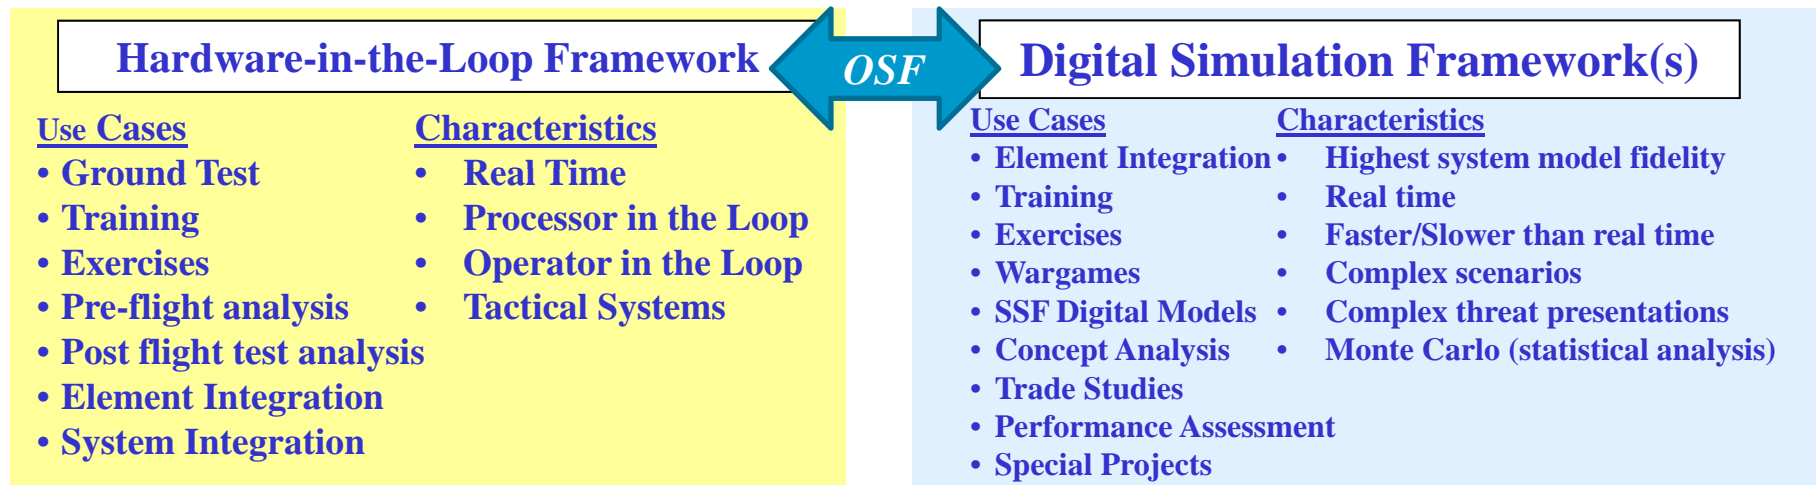 Hardware-in-the-Loop Framework
OSF
Digital Simulation Framework(s)
Use Cases
• Ground Test
• Training
• Exercises
• Pre-flight analysis
• Post flight test analysis
• Element Integration
• System Integration
Characteristics
• Real Time
• Processor in the Loop
• Operator in the Loop
• Tactical Systems
Use Cases
• Element Integration
• Training
• Exercises
• Wargames
• SSF Digital Models
• Concept Analysis
• Trade Studies
• Performance Assessment
• Special Projects
Characteristics
• Highest system model fidelity
• Real time
• Faster/Slower than real time
• Complex scenarios
• Complex threat presentations
• Monte Carlo (statistical analysis)